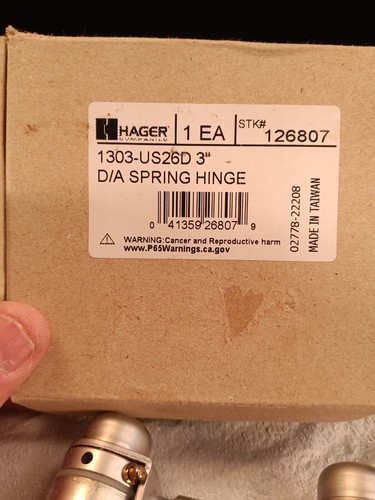 HAGER
COMPANIES
1 EA
STK#
126807
1303-US26D 3"
D/A SPRING HINGE
0 41359 26807 9
WARNING:Cancer and Reproductive harm
www.P65Warnings.ca.gov
02778-22208
MADE IN TAIWAN